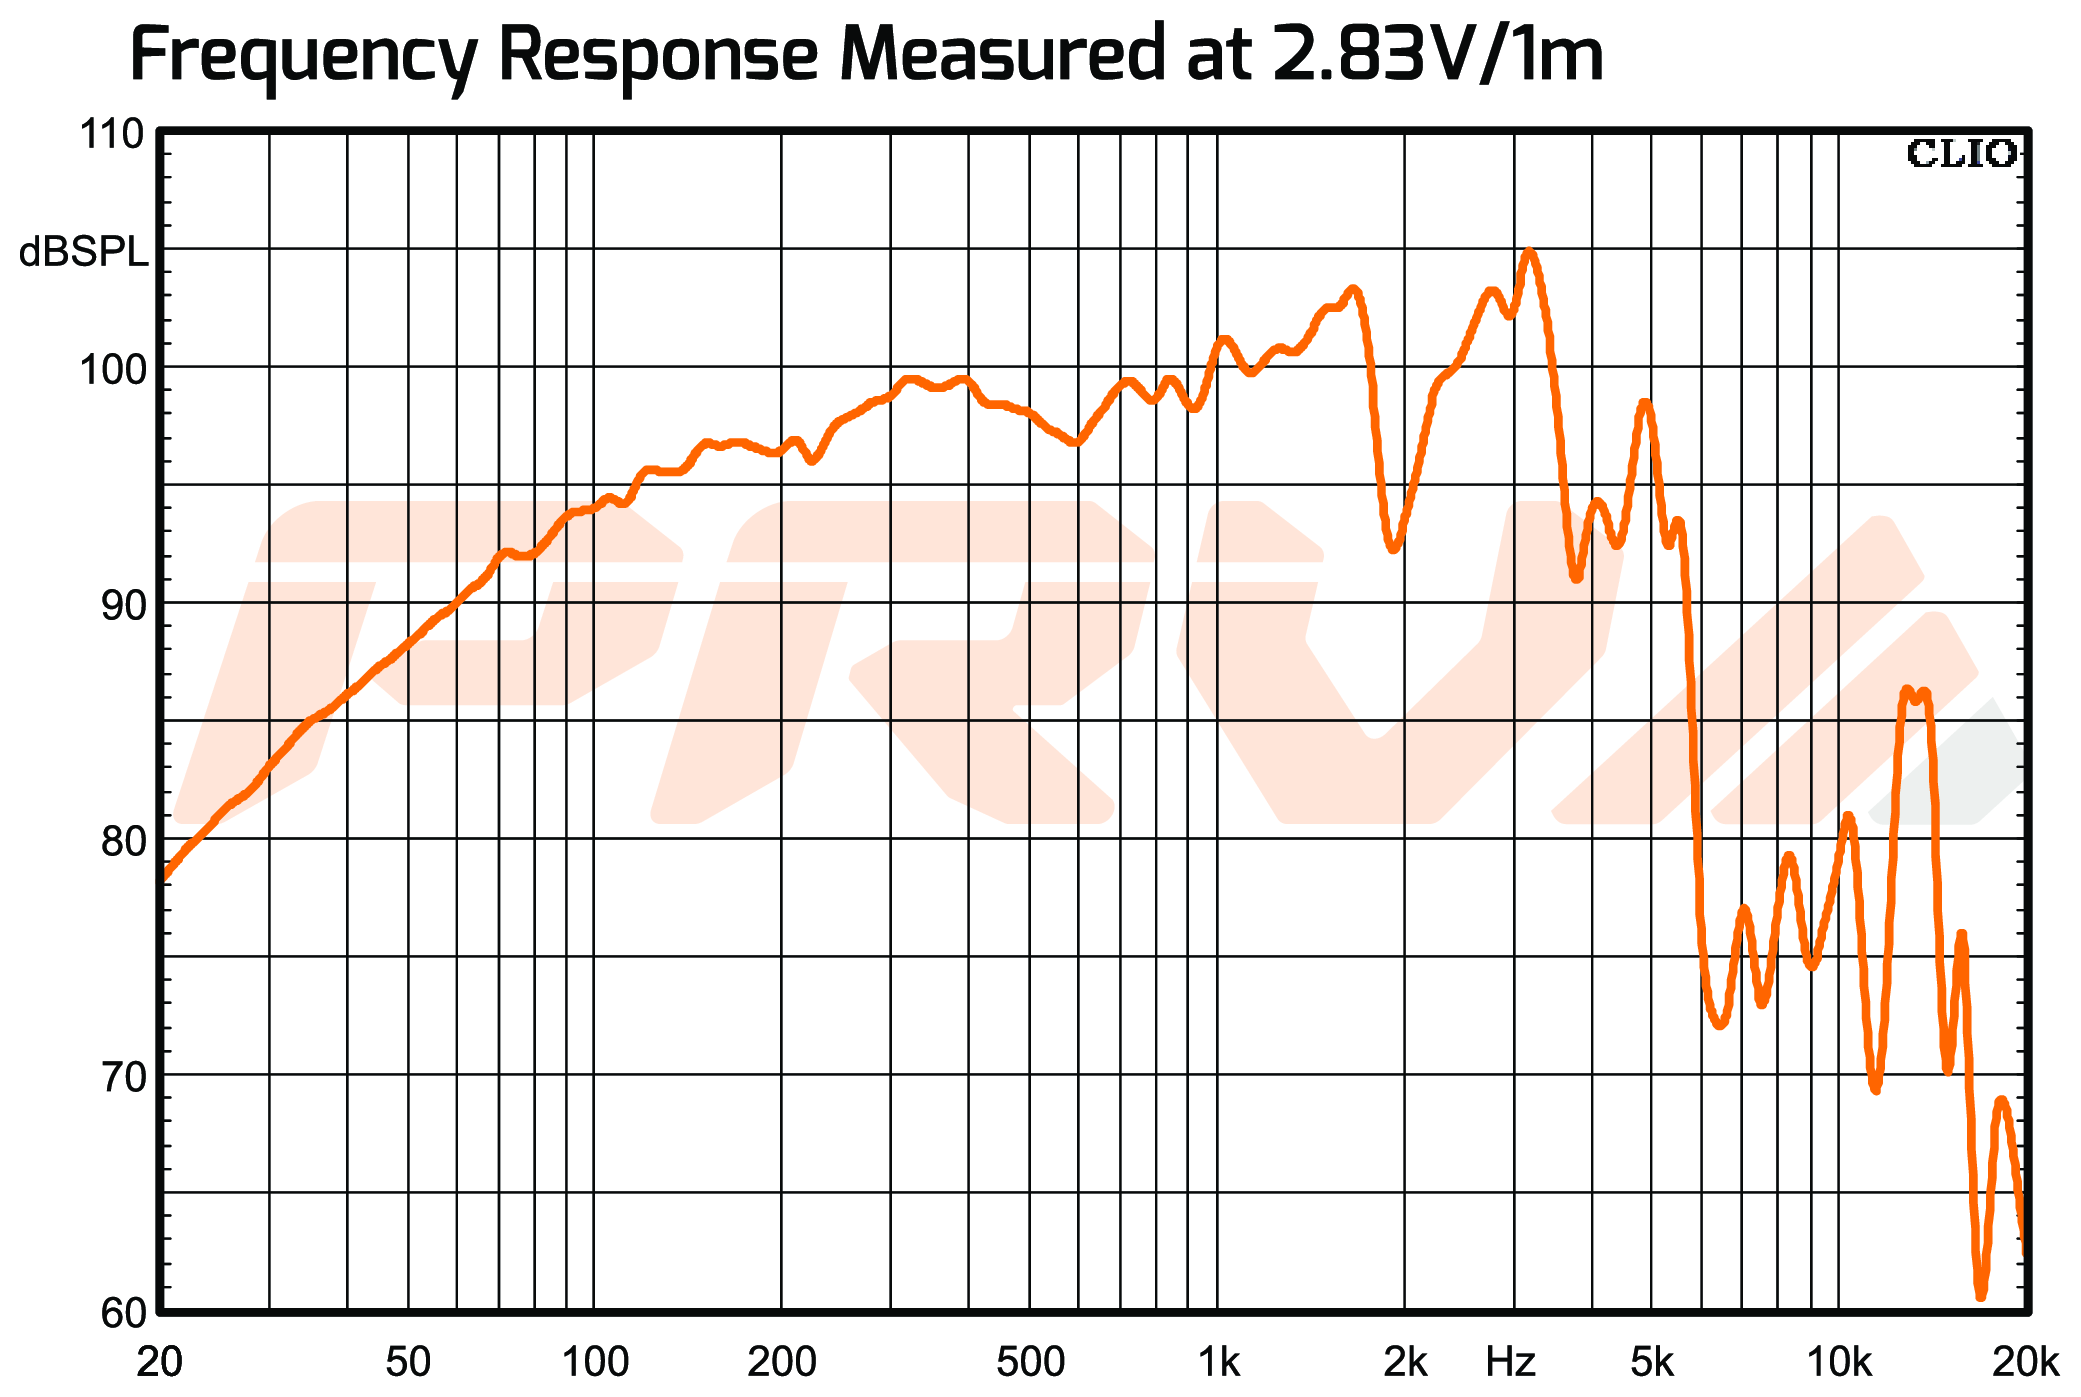 Frequency Response Measured at 2.83V/1m
110
CLIO
dBSPL
100
90
PRV
80
70
60
20 50 100 200 500 1k 2k Hz 5k 10k 20k